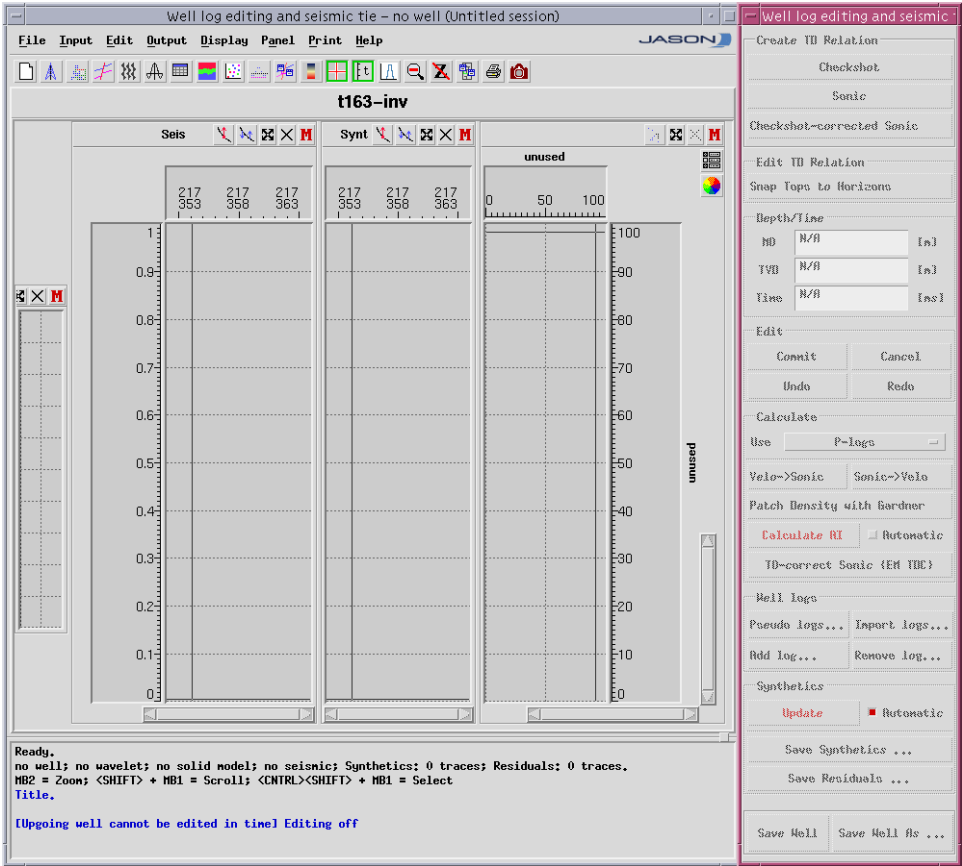 Well log editing and seismic tie – no well (Untitled session)
File Input Edit Output Display Panel Print Help
JASON
t163-inv
Seis
M
Synt
M
M
unused
217 217 217
353 358 363
217 217 217
353 358 363
0 50 100
M
1
0.9
0.8
0.7
0.6
0.5
0.4
0.3
0.2
0.1
0
100
90
80
70
60
50
40
30
20
10
0
unused
Ready.
no well; no wavelet; no solid model; no seismic; Synthetics: 0 traces; Residuals: 0 traces.
MB2 = Zoom; <SHIFT> + MB1 = Scroll; <CNTRL><SHIFT> + MB1 = Select
Title.
[Upgoing well cannot be edited in time] Editing off
Well log editing and seismic
Create TD Relation
Checkshot
Sonic
Checkshot-corrected Sonic
Edit TD Relation
Snap Tops to Horizons
Depth/Time
MD N/A [m]
TVD N/A [m]
Time N/A [ms]
Edit
Commit Cancel
Undo Redo
Calculate
Use P-logs
Velo->Sonic Sonic->Velo
Patch Density with Gardner
Calculate AI Automatic
TD-correct Sonic (EM TDC)
Well logs
Pseudo logs... Import logs...
Add log... Remove log...
Synthetics
Update Automatic
Save Synthetics ...
Save Residuals ...
Save Well Save Well As ...